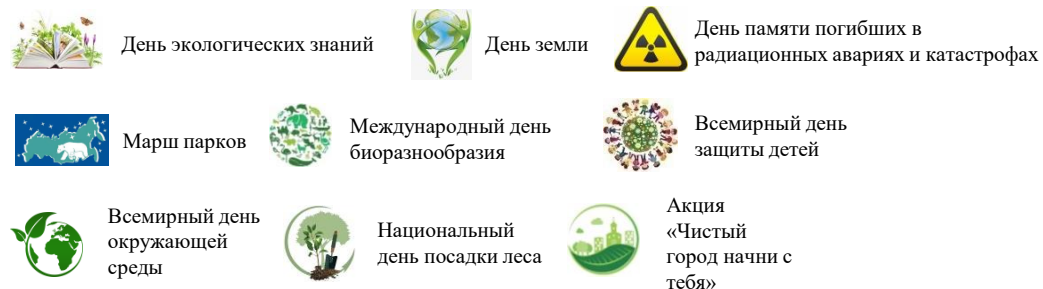 День экологических знаний
День земли
День памяти погибших в
радиационных авариях и катастрофах
Марш парков
Международный день
биоразнообразия
Всемирный день
защиты детей
Всемирный день
окружающей
среды
Национальный
день посадки леса
Акция
«Чистый
город начни с
тебя»